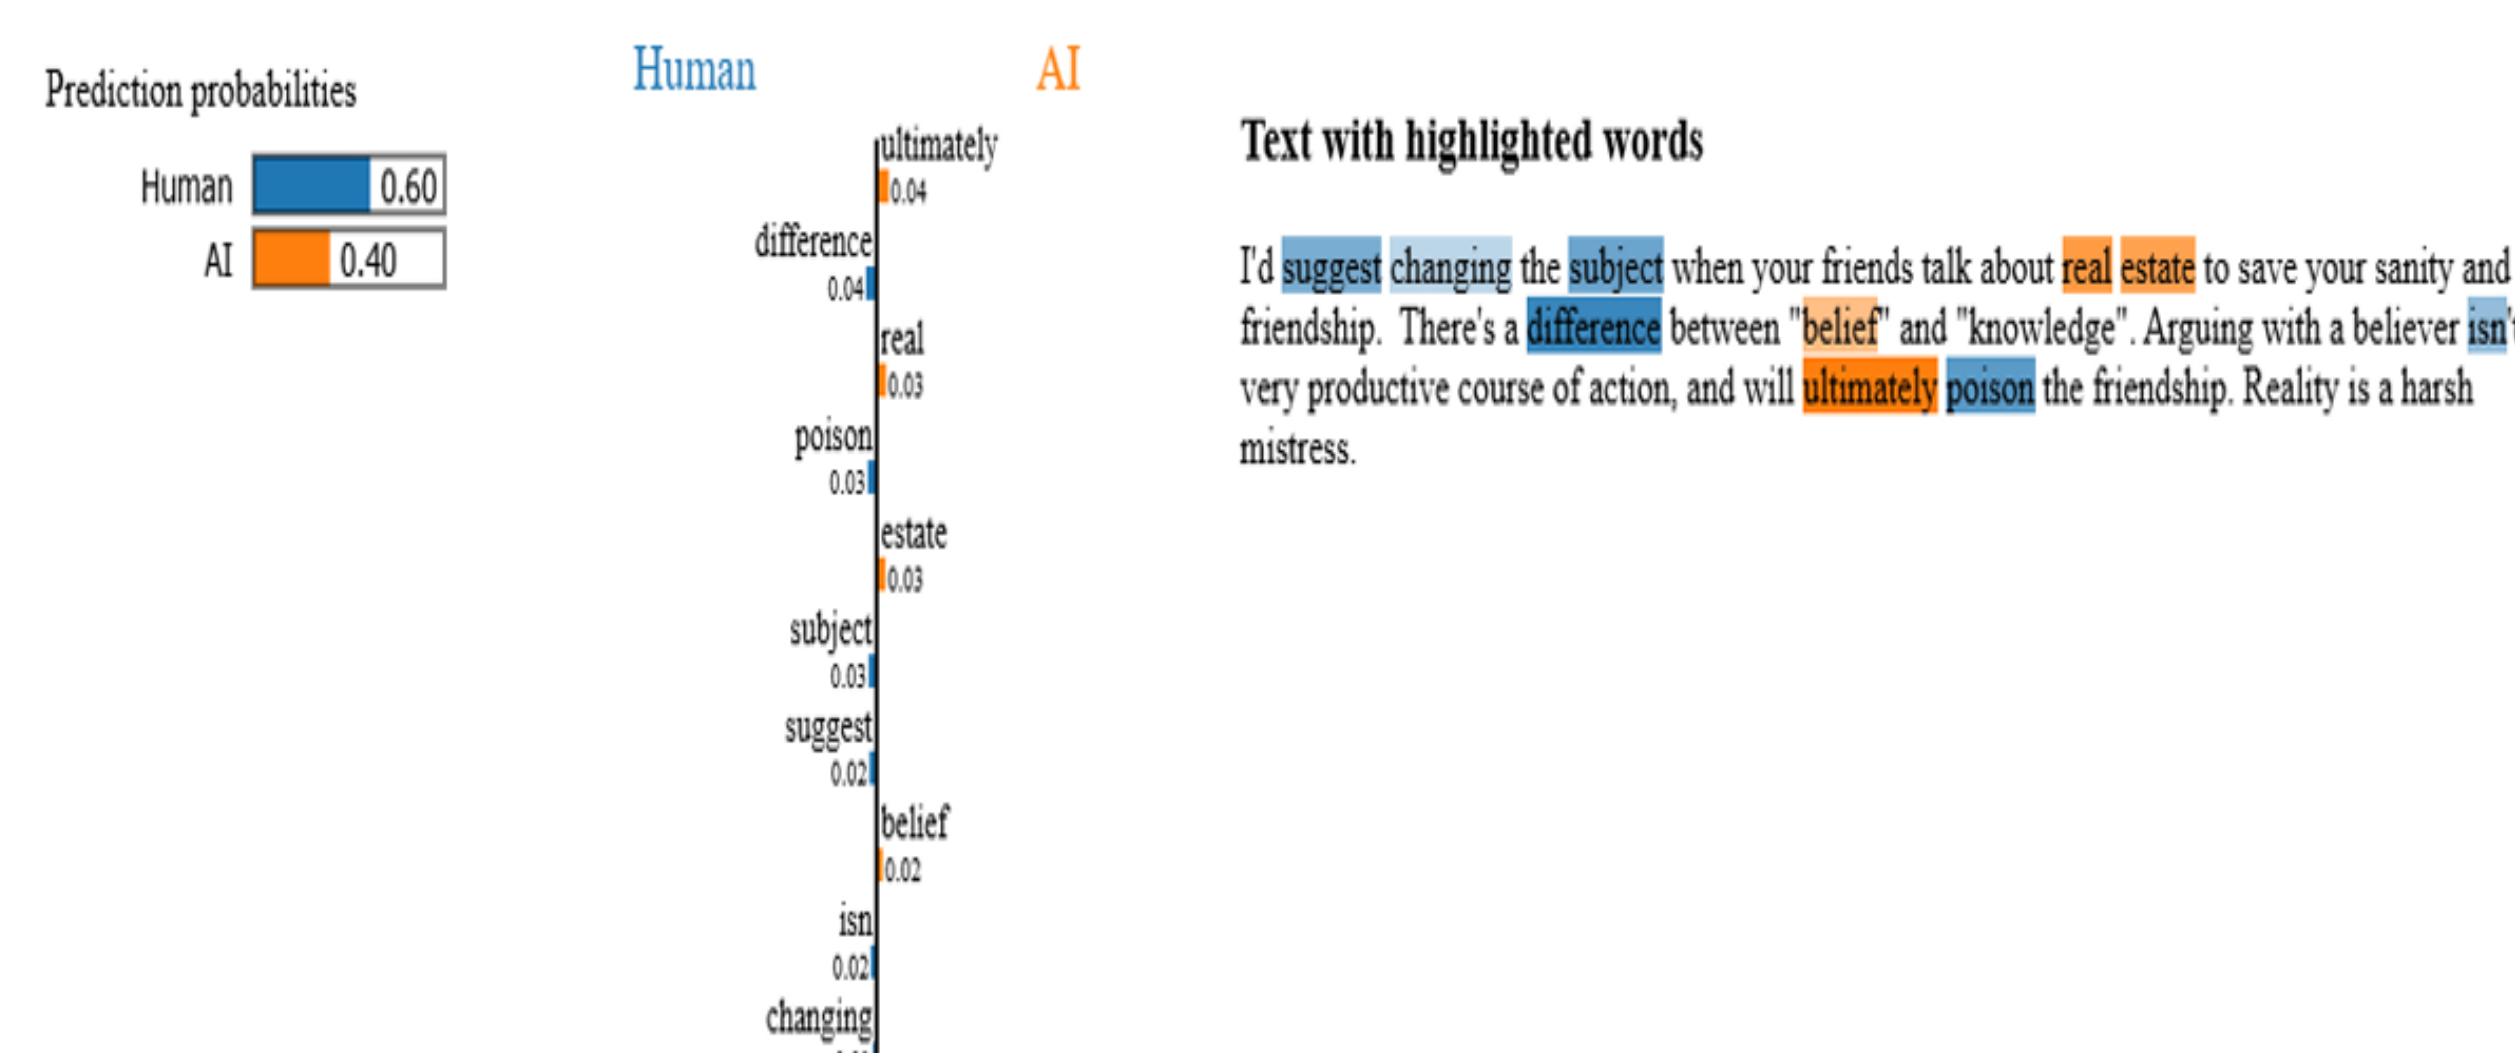 Prediction probabilities
Human 0.60
AI 0.40
Human AI
ultimately
0.04
difference
0.04
real
0.03
poison
0.03
estate
0.03
subject
0.03
suggest
0.02
belief
0.02
isn
0.02
changing
Text with highlighted words
I'd suggest changing the subject when your friends talk about real estate to save your sanity and
friendship. There's a difference between "belief" and "knowledge". Arguing with a believer isn't
very productive course of action, and will ultimately poison the friendship. Reality is a harsh
mistress.